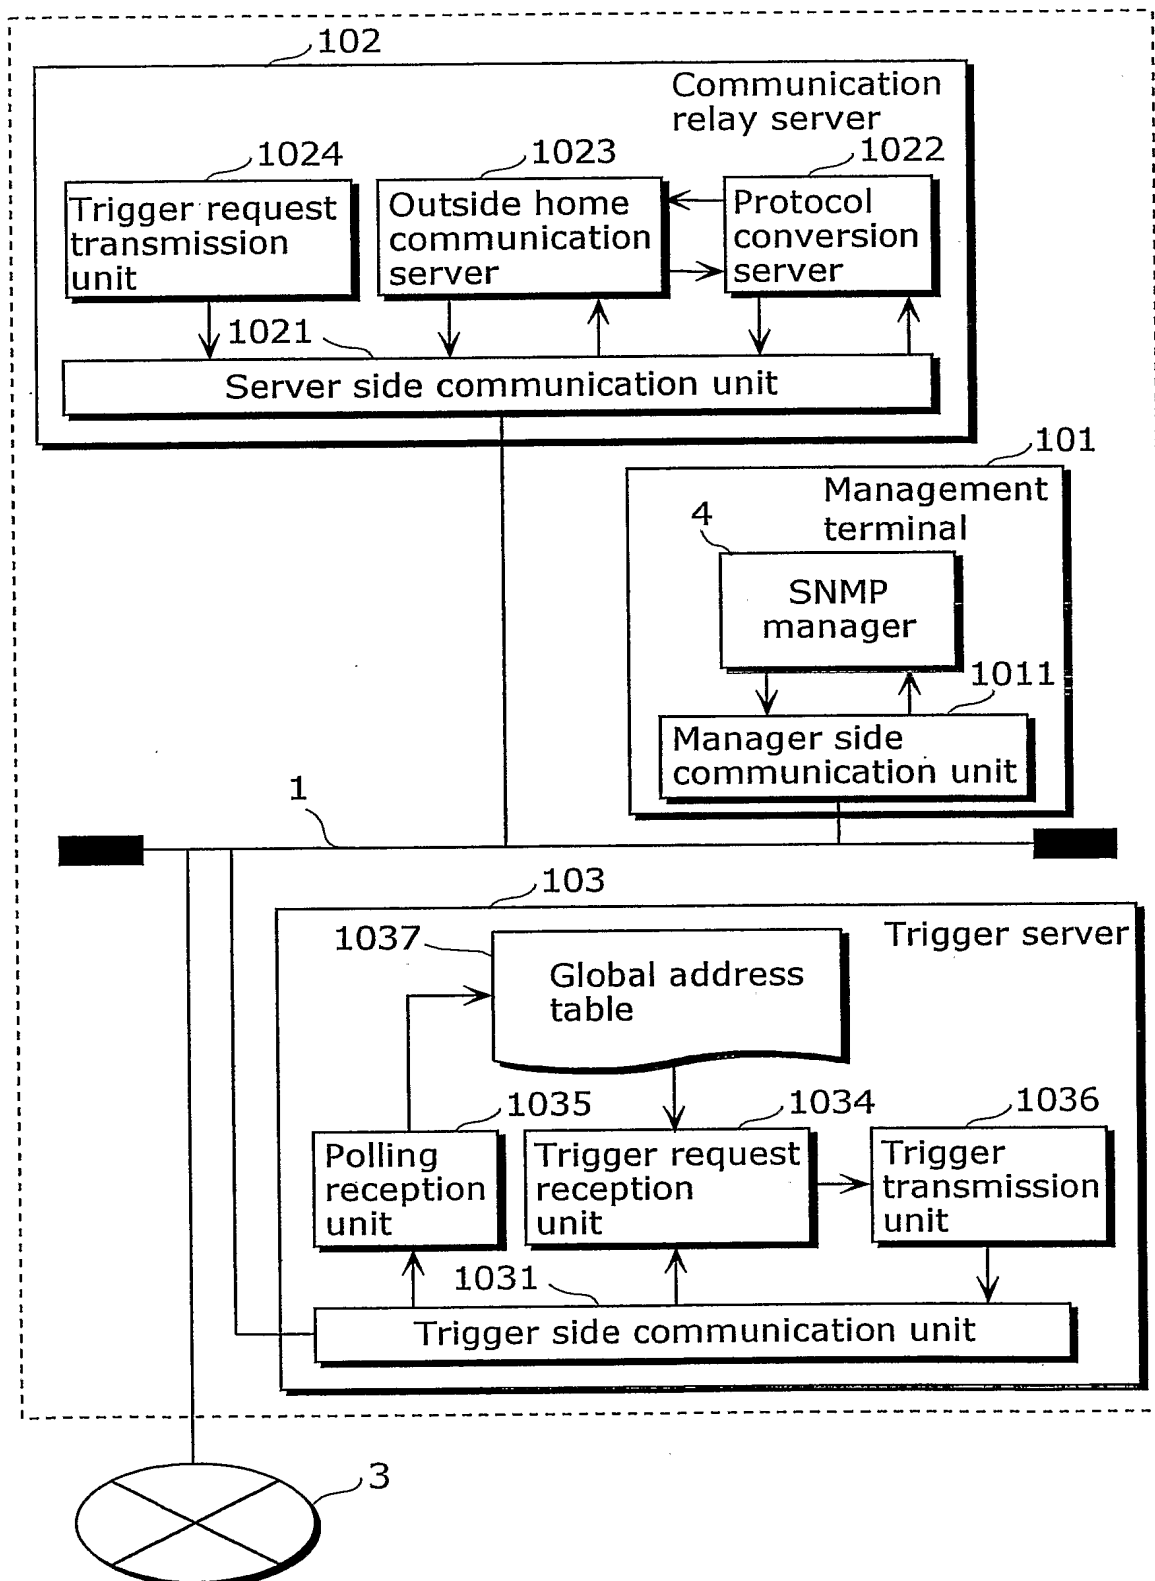 102
Communication
relay server
1024
1023
1022
Trigger request
transmission
unit
Outside home
communication
server
Protocol
conversion
server
1021
Server side communication unit
101
Management
terminal
4
SNMP
manager
1011
Manager side
communication unit
1
103
Trigger server
1037
Global address
table
1035
1034
1036
Polling
reception
unit
Trigger request
reception
unit
Trigger
transmission
unit
1031
Trigger side communication unit
3